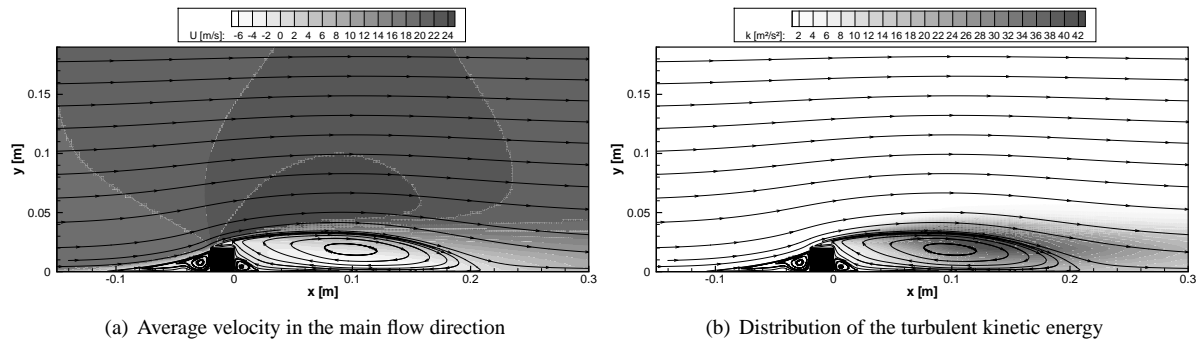 U [m/s]: -6 -4 -2 0 2 4 6 8 10 12 14 16 18 20 22 24
y [m]
0.15
0.1
0.05
0
-0.1 0 0.1 0.2 0.3
x [m]
(a) Average velocity in the main flow direction
k [m²/s²]: 2 4 6 8 10 12 14 16 18 20 22 24 26 28 30 32 34 36 38 40 42
y [m]
0.15
0.1
0.05
0
-0.1 0 0.1 0.2 0.3
x [m]
(b) Distribution of the turbulent kinetic energy